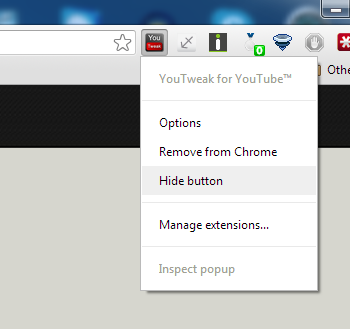 You
Tweak
0
Othe
YouTweak for YouTube™
Options
Remove from Chrome
Hide button
Manage extensions...
Inspect popup